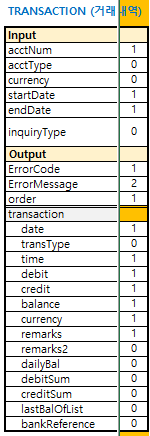 TRANSACTION (거래내역)
Input
acctNum 1
acctType 0
currency 0
startDate 1
endDate 1
inquiryType 0
Output
ErrorCode 1
ErrorMessage 2
order 1
transaction
date 1
transType 0
time 1
debit 1
credit 1
balance 1
currency 1
remarks 1
remarks2 0
dailyBal 0
debitSum 0
creditSum 0
lastBalOfList 0
bankReference 0